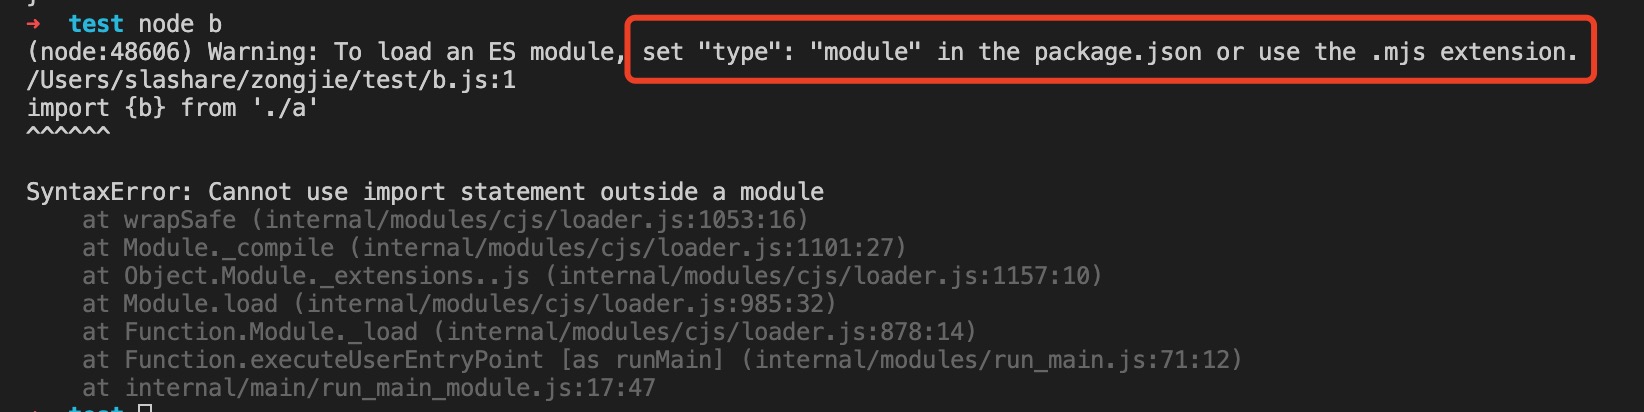 → test node b
(node:48606) Warning: To load an ES module, set "type": "module" in the package.json or use the .mjs extension.
/Users/slashare/zongjie/test/b.js:1
import {b} from './a'
^^^^^^
SyntaxError: Cannot use import statement outside a module
at wrapSafe (internal/modules/cjs/loader.js:1053:16)
at Module._compile (internal/modules/cjs/loader.js:1101:27)
at Object.Module._extensions..js (internal/modules/cjs/loader.js:1157:10)
at Module.load (internal/modules/cjs/loader.js:985:32)
at Function.Module._load (internal/modules/cjs/loader.js:878:14)
at Function.executeUserEntryPoint [as runMain] (internal/modules/run_main.js:71:12)
at internal/main/run_main_module.js:17:47
→ test